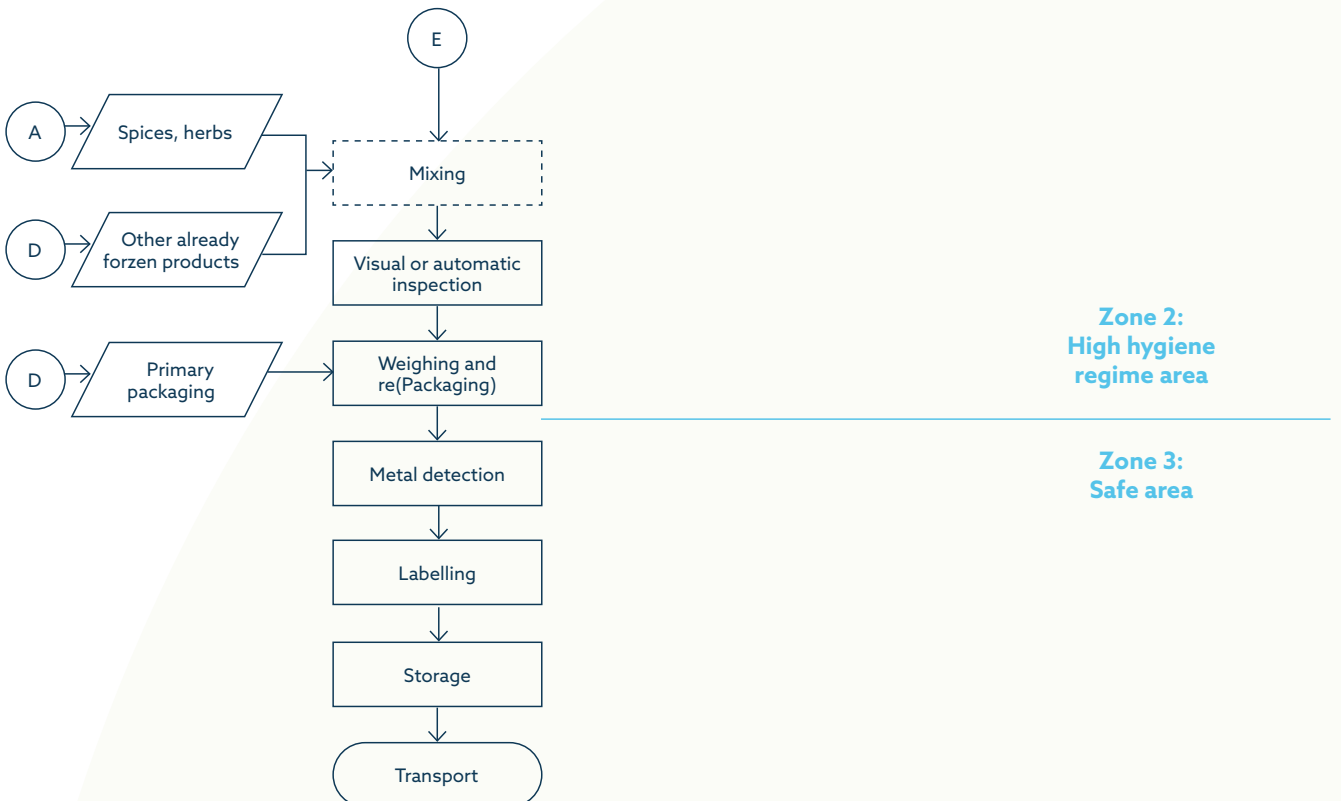 E
A
Spices, herbs
Mixing
D
Other already
forzen products
Visual or automatic
inspection
Zone 2:
High hygiene
regime area
D
Primary
packaging
Weighing and
re(Packaging)
Metal detection
Zone 3:
Safe area
Labelling
Storage
Transport